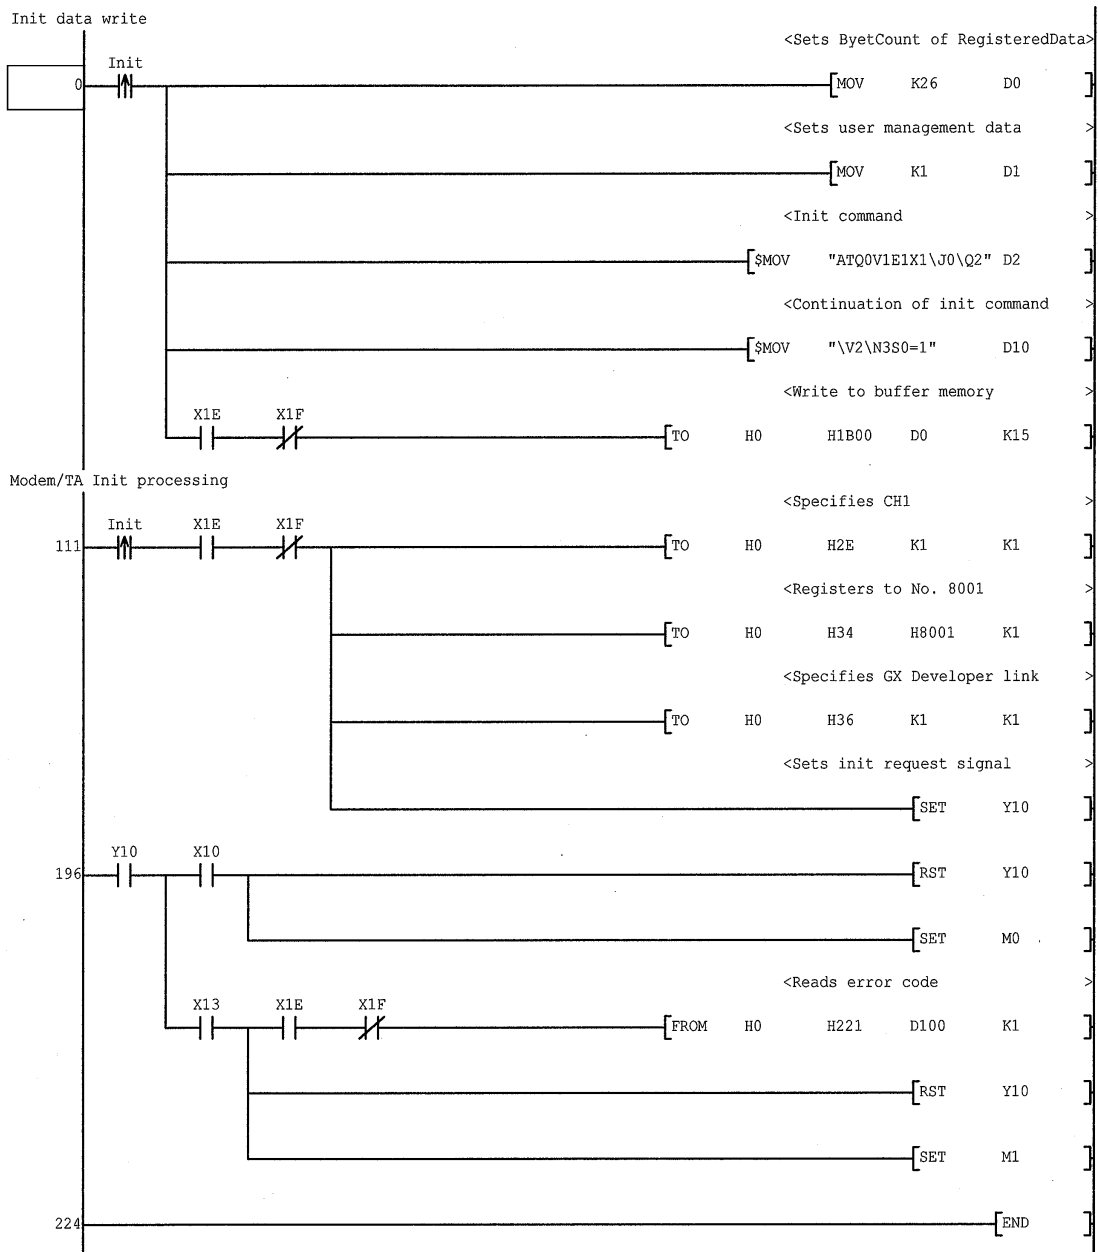 Init data write
<Sets ByetCount of RegisteredData>
Init
0 MOV K26 D0
<Sets user management data >
MOV K1 D1
<Init command >
$MOV "ATQ0V1E1X1\J0\Q2" D2
<Continuation of init command >
$MOV "\V2\N3S0=1" D10
<Write to buffer memory >
X1E X1F
TO H0 H1B00 D0 K15
Modem/TA Init processing
<Specifies CH1 >
Init X1E X1F
111 TO H0 H2E K1 K1
<Registers to No. 8001 >
TO H0 H34 H8001 K1
<Specifies GX Developer link >
TO H0 H36 K1 K1
<Sets init request signal >
SET Y10
Y10 X10
196 RST Y10
SET M0
<Reads error code >
X13 X1E X1F
FROM H0 H221 D100 K1
RST Y10
SET M1
224 END